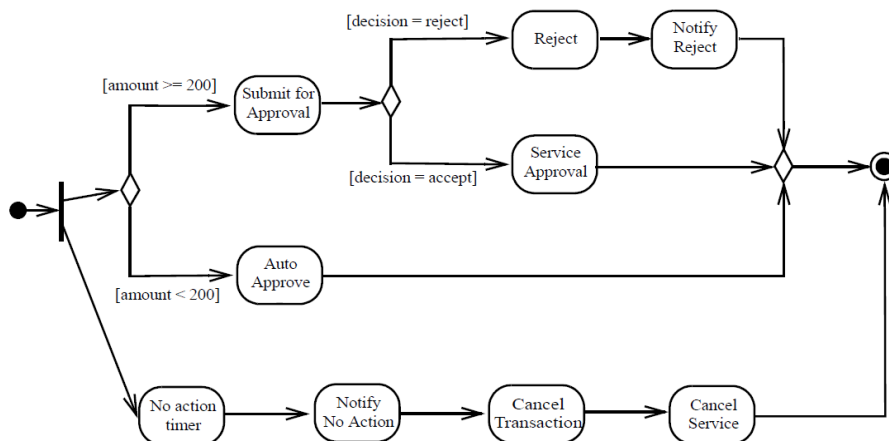 [decision = reject]
Reject
Notify
Reject
[amount >= 200]
Submit for
Approval
[decision = accept]
Service
Approval
[amount < 200]
Auto
Approve
No action
timer
Notify
No Action
Cancel
Transaction
Cancel
Service